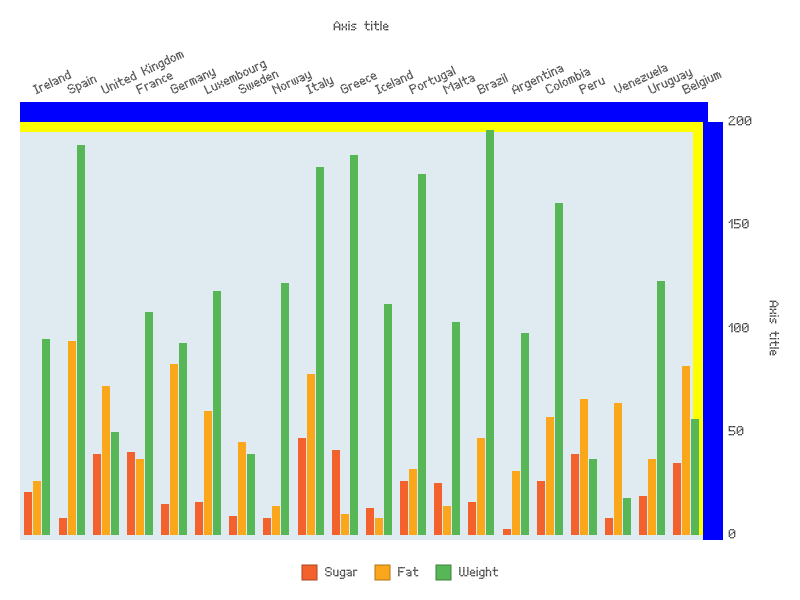 Axis title
Ireland
Spain
United Kingdom
France
Germany
Luxembourg
Sweden
Norway
Italy
Greece
Iceland
Portugal
Malta
Brazil
Argentina
Colombia
Peru
Venezuela
Uruguay
Belgium
200
150
100
50
0
Axis title
Sugar Fat Weight